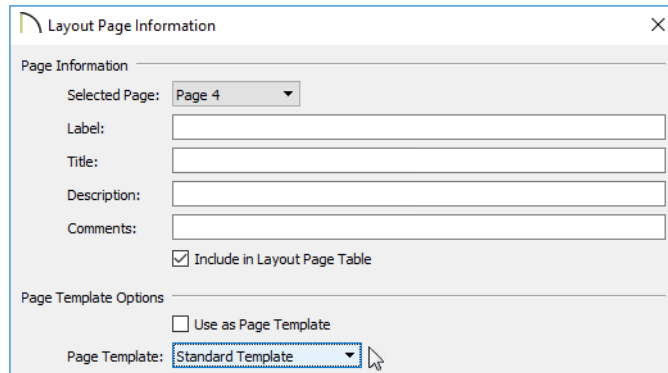 Layout Page Information
Page Information
Selected Page: Page 4
Label:
Title:
Description:
Comments:
Include in Layout Page Table
Page Template Options
Use as Page Template
Page Template: Standard Template